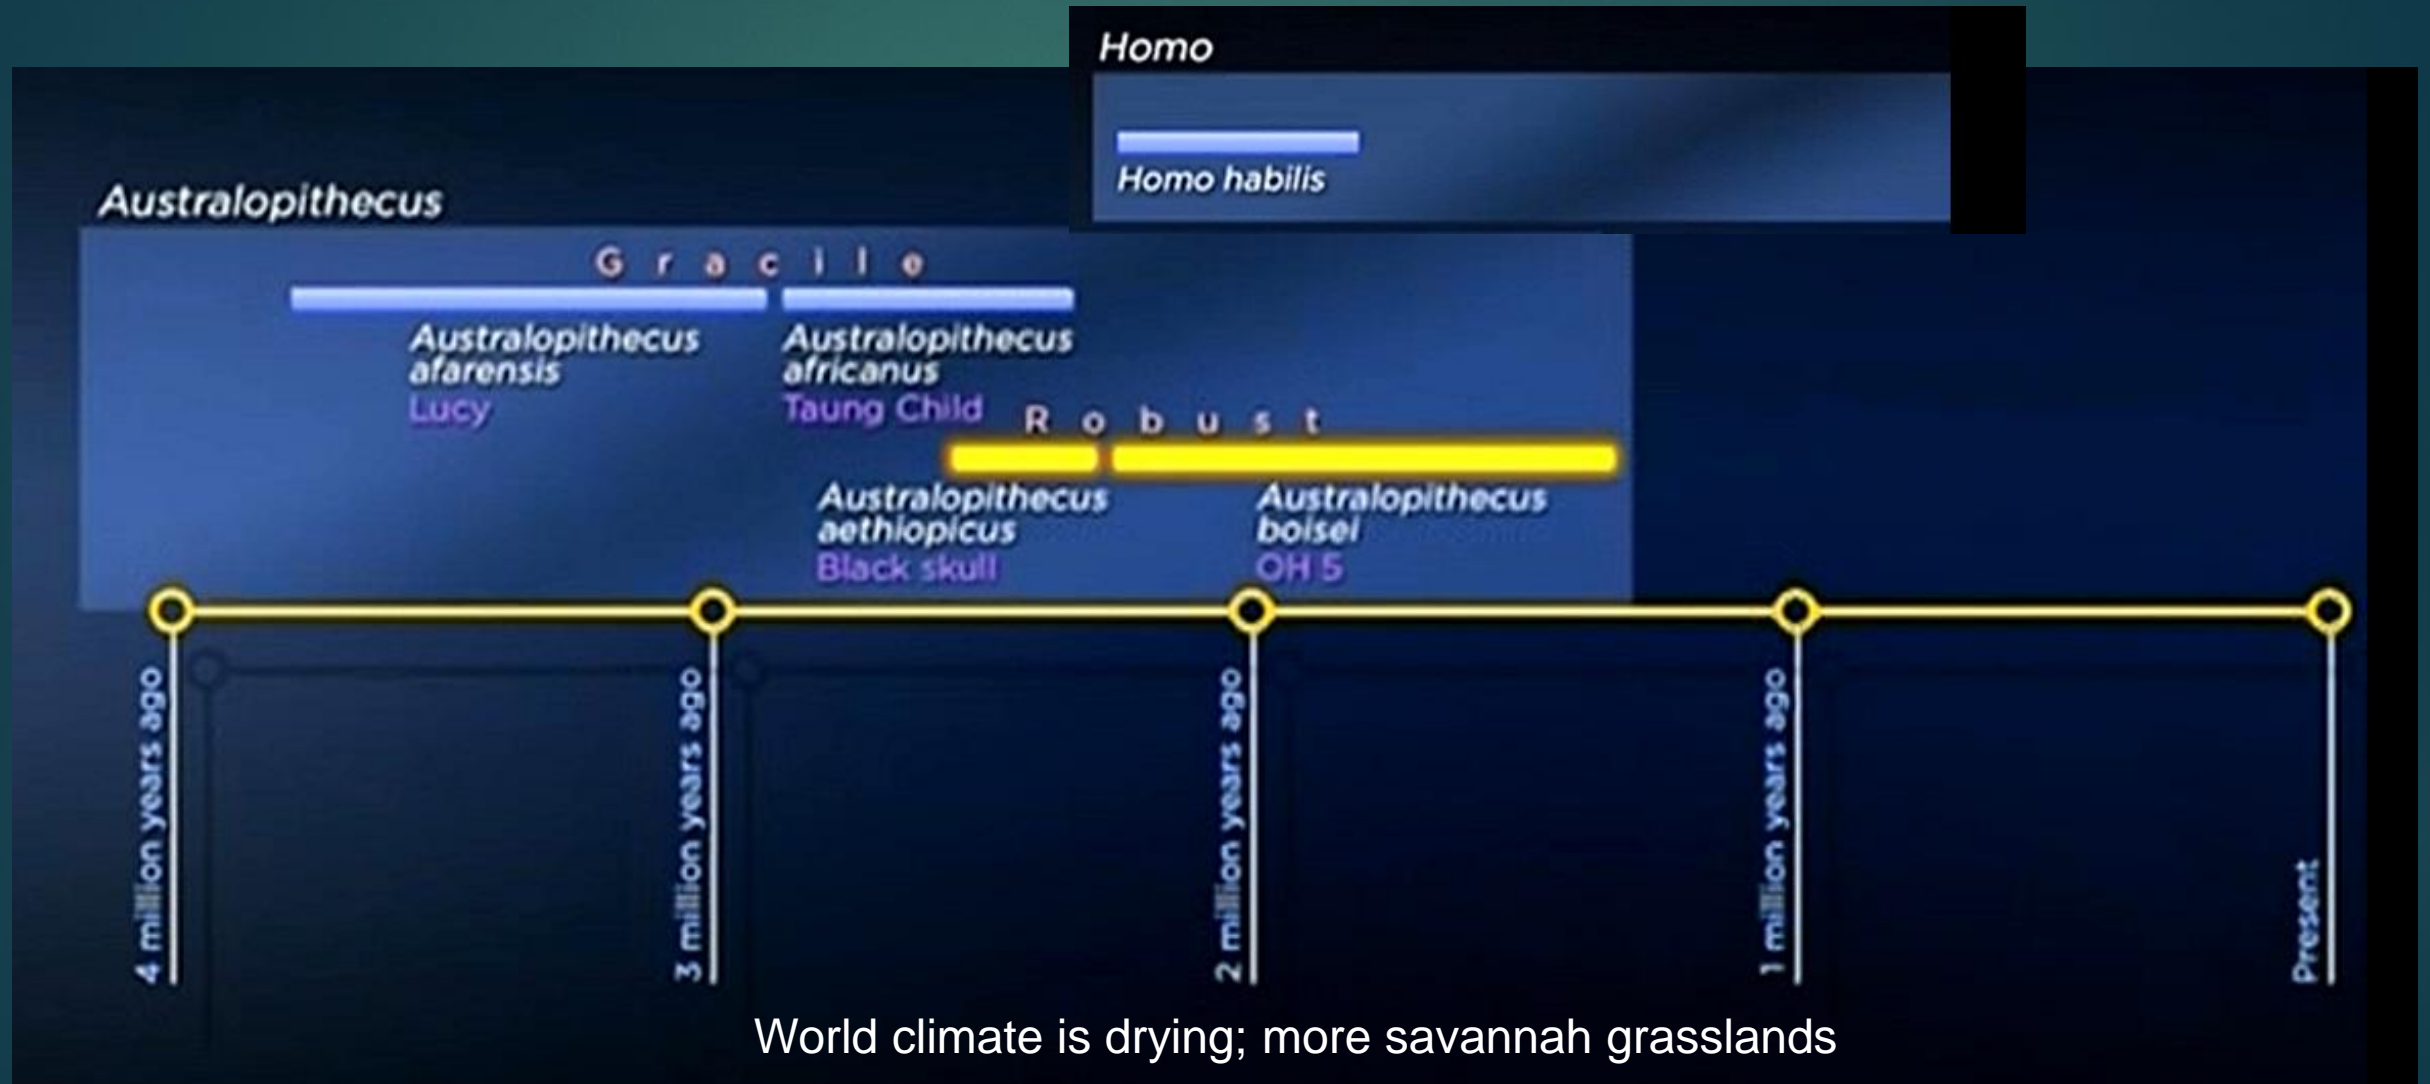 Homo
Homo habilis
Australopithecus
Gracile
Australopithecus
afarensis
Lucy
Australopithecus
africanus
Taung Child
Robust
Australopithecus
aethiopicus
Black skull
Australopithecus
boisei
OH 5
4 million years ago
3 million years ago
2 million years ago
1 million years ago
Present
World climate is drying; more savannah grasslands